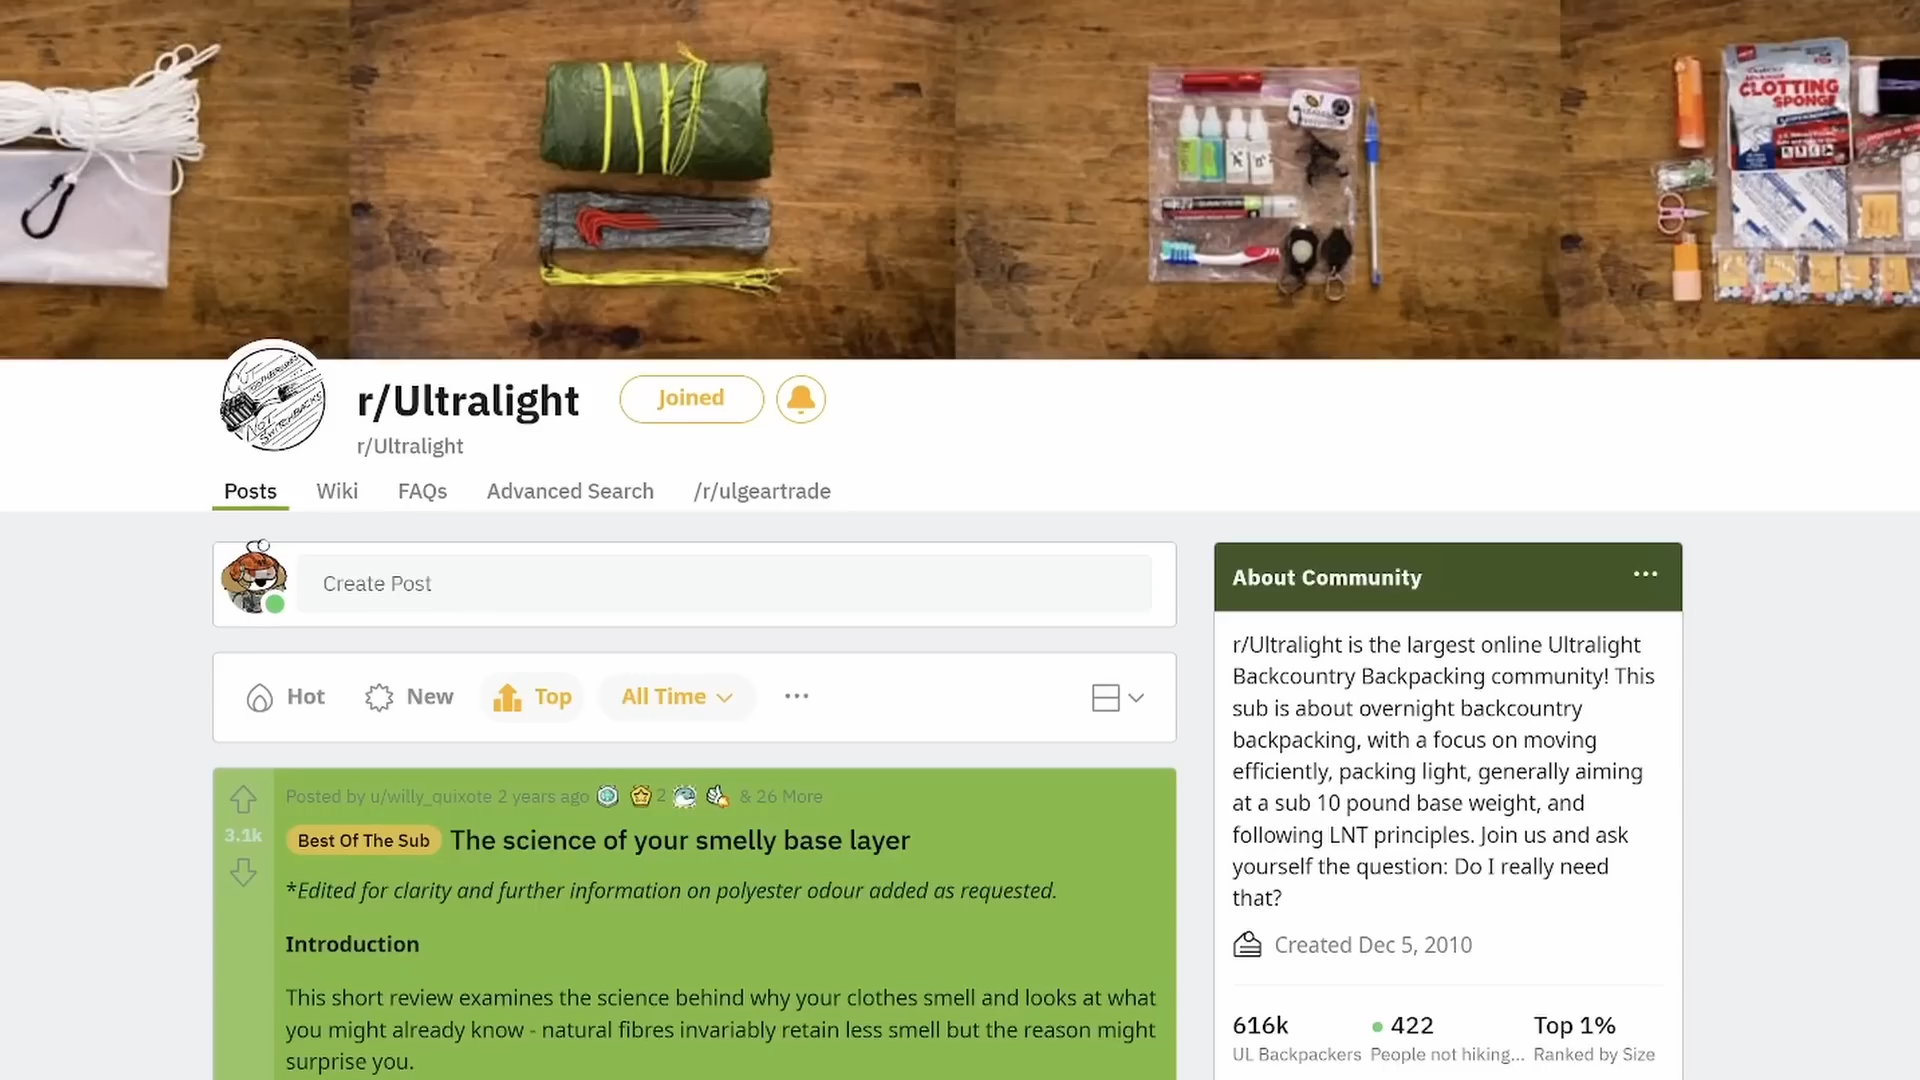 CLOTTING
SPONGE
CUT
TOOTHBRUSHES
NOT
SWITCHBACKS
r/Ultralight
Joined
r/Ultralight
Posts
Wiki
FAQs
Advanced Search
/r/ulgeartrade
Create Post
Hot
New
Top
All Time
Posted by u/willy_quixote 2 years ago 2 & 26 More
3.1k
Best Of The Sub The science of your smelly base layer
*Edited for clarity and further information on polyester odour added as requested.
Introduction
This short review examines the science behind why your clothes smell and looks at what
you might already know - natural fibres invariably retain less smell but the reason might
surprise you.
About Community
r/Ultralight is the largest online Ultralight
Backcountry Backpacking community! This
sub is about overnight backcountry
backpacking, with a focus on moving
efficiently, packing light, generally aiming
at a sub 10 pound base weight, and
following LNT principles. Join us and ask
yourself the question: Do I really need
that?
Created Dec 5, 2010
616k
UL Backpackers
422
People not hiking...
Top 1%
Ranked by Size